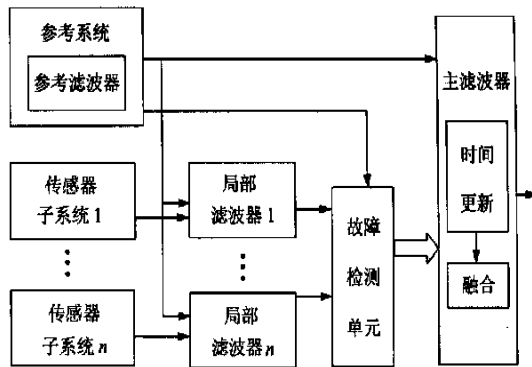 参考系统
参考滤波器
主滤波器
时间
更新
融合
传感器
子系统1
局部
滤波器1
故障
检测
单元
传感器
子系统n
局部
滤波器n